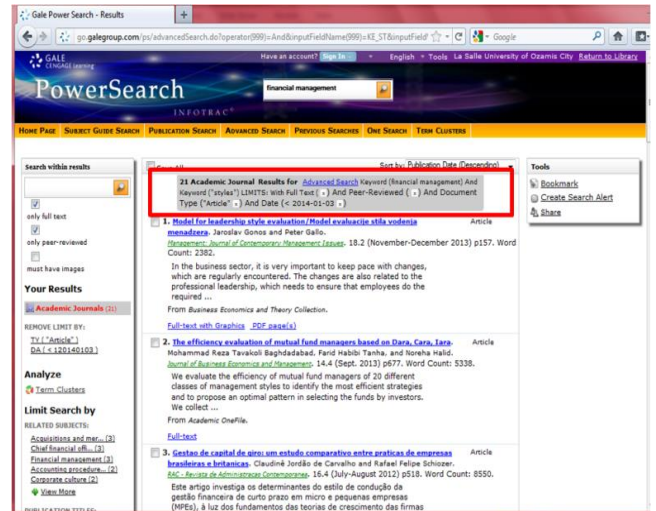 Gale Power Search - Results
go.galegroup.com/ps/advancedSearch.do?operator(999)=And&inputFieldName(999)=KE_ST&inputField
Google
GALE
CENGAGE Learning
Have an account? Sign In
English
Tools
La Salle University of Ozamis City
Return to Library
PowerSearch
INFOTRAC
financial management
HOME PAGE SUBJECT GUIDE SEARCH PUBLICATION SEARCH ADVANCED SEARCH PREVIOUS SEARCHES ONE SEARCH TERM CLUSTERS
Search within results
only full text
only peer-reviewed
must have images
Your Results
Academic Journals (21)
REMOVE LIMIT BY:
TY ( "Article" )
DA ( < 120140103 )
Analyze
Term Clusters
Limit Search by
RELATED SUBJECTS:
Acquisitions and mer... (3)
Chief financial offi... (3)
Financial management (3)
Accounting procedure... (2)
Corporate culture (2)
View More
PUBLICATION TITLES:
Sort by: Publication Date (Descending)
21 Academic Journal Results for Advanced Search Keyword (financial management) And
Keyword ("styles") LIMITS: With Full Text ( ) And Peer-Reviewed ( ) And Document
Type ("Article" ) And Date (< 2014-01-03 )
1. Model for leadership style evaluation/Model evaluacije stila vodenja
menadzera. Jaroslav Gonos and Peter Gallo.
Article
Management: Journal of Contemporary Management Issues. 18.2 (November-December 2013) p157. Word
Count: 2382.
In the business sector, it is very important to keep pace with changes,
which are regularly encountered. The changes are also related to the
professional leadership, which needs to ensure that employees do the
required ...
From Business Economics and Theory Collection.
Full-text with Graphics PDF page(s)
2. The efficiency evaluation of mutual fund managers based on Dara, Cara, Iara.
Article
Mohammad Reza Tavakoli Baghdadabad, Farid Habibi
Tanha, and Noreha Halid.
Journal of Business Economics and Management. 14.4 (Sept. 2013) p677. Word Count: 5338.
We evaluate the efficiency of mutual fund managers of 20 different
classes of management styles to identify the most efficient strategies
and to propose an optimal pattern in selecting the funds by investors.
We collect ...
From Academic OneFile.
Full-text
3. Gestao de capital de giro: um estudo comparativo entre praticas de empresas
brasileiras e britanicas. Claudiné Jordão de Carvalho and Rafael Felipe Schiozer.
Article
RAC - Revista de Administracao Contemporanea. 16.4 (July-August 2012) p518. Word Count: 8550.
Este artigo investiga os determinantes do estilo de condução da
gestão financeira de curto prazo em micro e pequenas empresas
(MPEs), à luz dos fundamentos das teorias de crescimento das firmas
Tools
Bookmark
Create Search Alert
Share